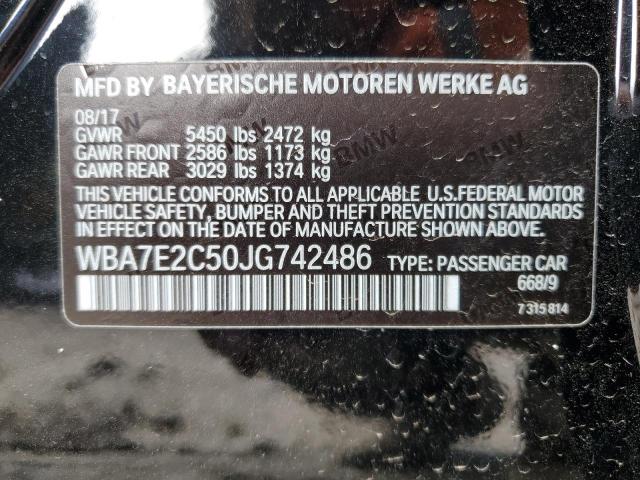 MFD BY BAYERISCHE MOTOREN WERKE AG
08/17
GVWR 5450 lbs 2472 kg
GAWR FRONT 2586 lbs 1173 kg
GAWR REAR 3029 lbs 1374 kg
THIS VEHICLE CONFORMS TO ALL APPLICABLE U.S.FEDERAL MOTOR
VEHICLE SAFETY, BUMPER AND THEFT PREVENTION STANDARDS
IN EFFECT ON THE DATE OF MANUFACTURE SHOWN ABOVE.
WBA7E2C50JG742486 TYPE: PASSENGER CAR
668/9
7 315 814
BMW
BMW